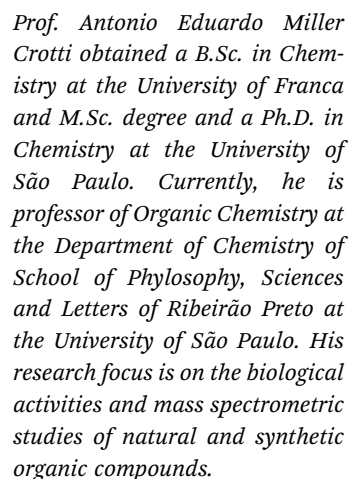 Prof. Antonio Eduardo Miller
Crotti obtained a B.Sc. in Chem-
istry at the University of Franca
and M.Sc. degree and a Ph.D. in
Chemistry at the University of
São Paulo. Currently, he is
professor of Organic Chemistry at
the Department of Chemistry of
School of Phylosophy, Sciences
and Letters of Ribeirão Preto at
the University of São Paulo. His
research focus is on the biological
activities and mass spectrometric
studies of natural and synthetic
organic compounds.